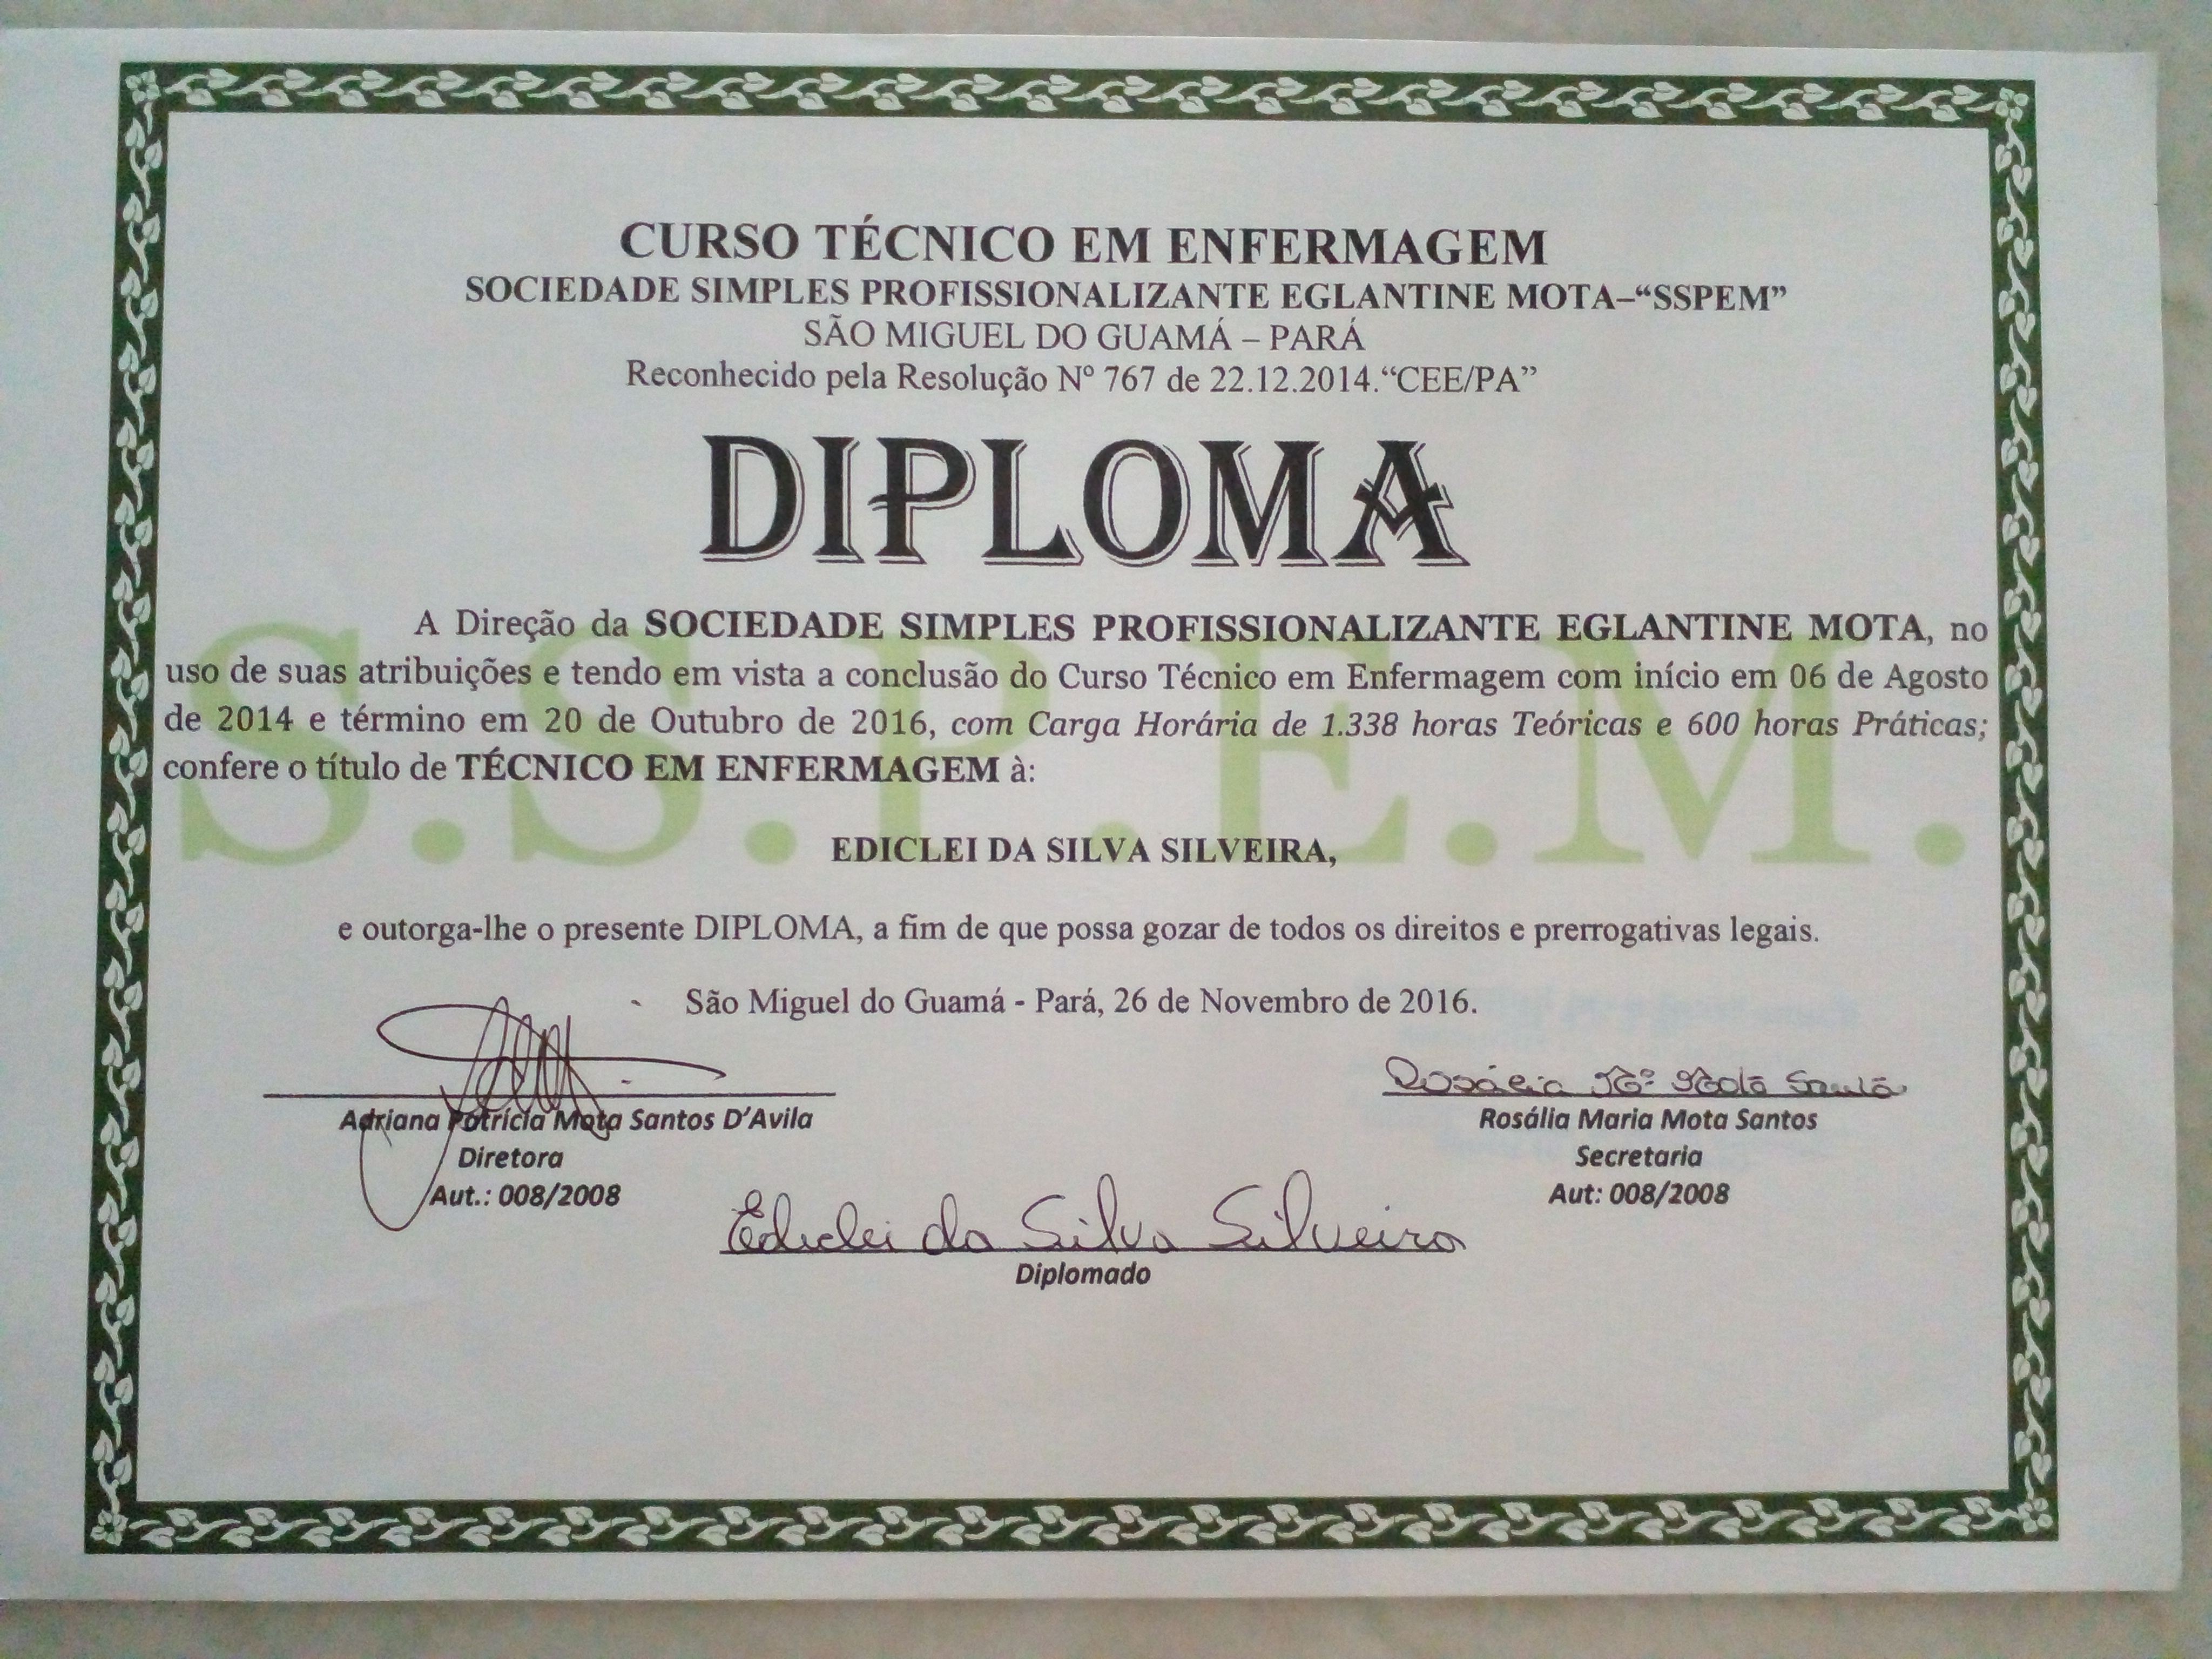 CURSO TÉCNICO EM ENFERMAGEM
SOCIEDADE SIMPLES PROFISSIONALIZANTE EGLANTINE MOTA–“SSPEM”
SÃO MIGUEL DO GUAMÁ – PARÁ
Reconhecido pela Resolução Nº 767 de 22.12.2014.“CEE/PA”
DIPLOMA
A Direção da SOCIEDADE SIMPLES PROFISSIONALIZANTE EGLANTINE MOTA, no
uso de suas atribuições e tendo em vista a conclusão do Curso Técnico em Enfermagem com início em 06 de Agosto
de 2014 e término em 20 de Outubro de 2016, com Carga Horária de 1.338 horas Teóricas e 600 horas Práticas;
confere o título de TÉCNICO EM ENFERMAGEM à:
S.S.P.E.M.
EDICLEI DA SILVA SILVEIRA,
e outorga-lhe o presente DIPLOMA, a fim de que possa gozar de todos os direitos e prerrogativas legais.
São Miguel do Guamá - Pará, 26 de Novembro de 2016.
Adriana Patrícia Mota Santos D'Avila
Diretora
Aut.: 008/2008
Rosália Mª Mota Santos
Rosália Maria Mota Santos
Secretaria
Aut: 008/2008
Ediclei da Silva Silveira
Diplomado